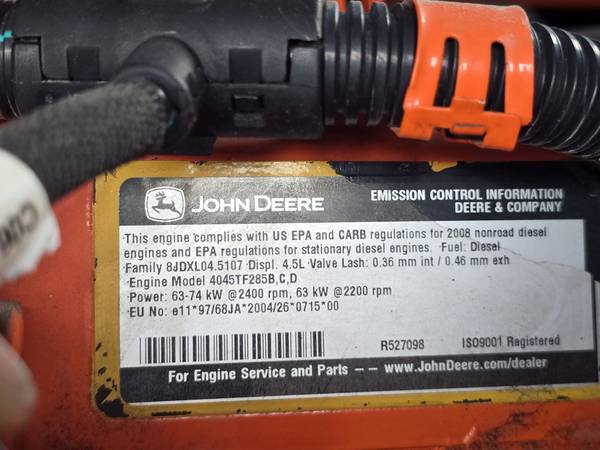 JOHN DEERE
EMISSION CONTROL INFORMATION
DEERE & COMPANY
This engine complies with US EPA and CARB regulations for 2008 nonroad diesel
engines and EPA regulations for stationary diesel engines. Fuel: Diesel
Family 8JDXL04.5107 Displ. 4.5L Valve Lash: 0.36 mm int / 0.46 mm exh
Engine Model 4045TF285B,C,D
Power: 63-74 kW @2400 rpm, 63 kW @2200 rpm
EU No: e11*97/68JA*2004/26*0715*00
R527098 ISO9001 Registered
For Engine Service and Parts -- www.JohnDeere.com/dealer